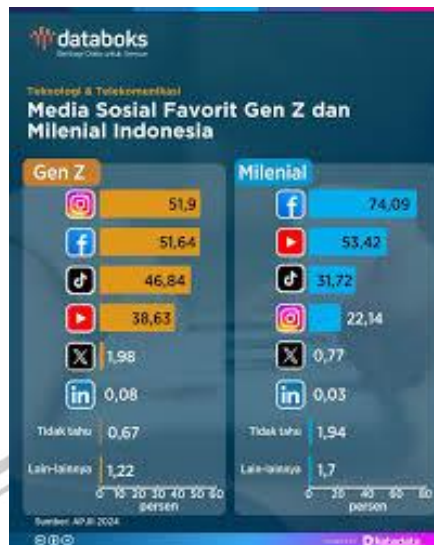 databoks
Teknologi & Telekomunikasi
Media Sosial Favorit Gen Z dan
Milenial Indonesia
Gen Z
51,9
51,64
46,84
38,63
1,98
0,08
Tidak tahu 0,67
Lain-lainnya 1,22
0 10 20 30 40 50 60
persen
Milenial
74,09
53,42
31,72
22,14
0,77
0,03
Tidak tahu 1,94
Lain-lainnya 1,7
0 20 40 60 80
persen
Sumber: APJII 2024
katadata